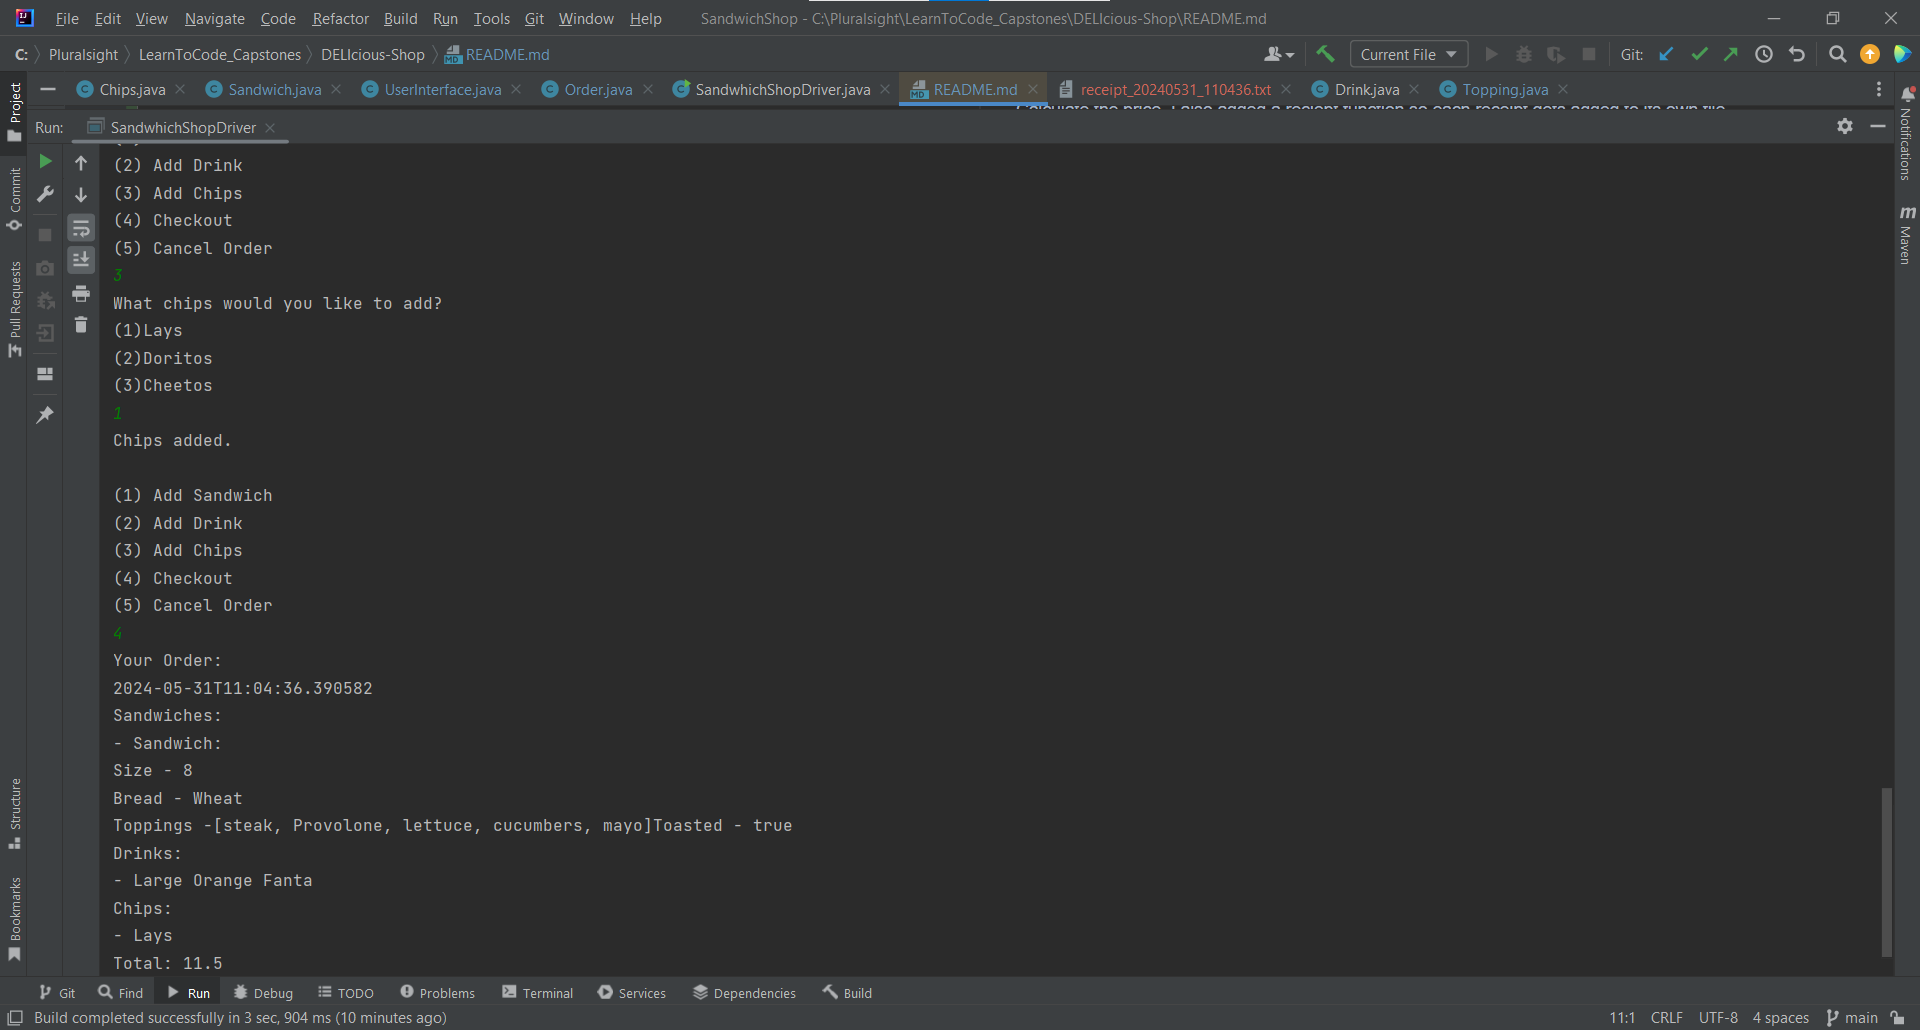 File Edit View Navigate Code Refactor Build Run Tools Git Window Help SandwichShop - C:\Pluralsight\LearnToCode_Capstones\DELIcious-Shop\README.md
C: Pluralsight LearnToCode_Capstones DELIcious-Shop README.md Current File Git:
Chips.java Sandwich.java UserInterface.java Order.java SandwhichShopDriver.java README.md receipt_20240531_110436.txt Drink.java Topping.java
Run: SandwhichShopDriver
(2) Add Drink
(3) Add Chips
(4) Checkout
(5) Cancel Order
3
What chips would you like to add?
(1)Lays
(2)Doritos
(3)Cheetos
1
Chips added.
(1) Add Sandwich
(2) Add Drink
(3) Add Chips
(4) Checkout
(5) Cancel Order
4
Your Order:
2024-05-31T11:04:36.390582
Sandwiches:
- Sandwich:
Size - 8
Bread - Wheat
Toppings -[steak, Provolone, lettuce, cucumbers, mayo]Toasted - true
Drinks:
- Large Orange Fanta
Chips:
- Lays
Total: 11.5
Project
Commit
Pull Requests
Structure
Bookmarks
Notifications
Maven
Git Find Run Debug TODO Problems Terminal Services Dependencies Build
Build completed successfully in 3 sec, 904 ms (10 minutes ago) 11:1 CRLF UTF-8 4 spaces main